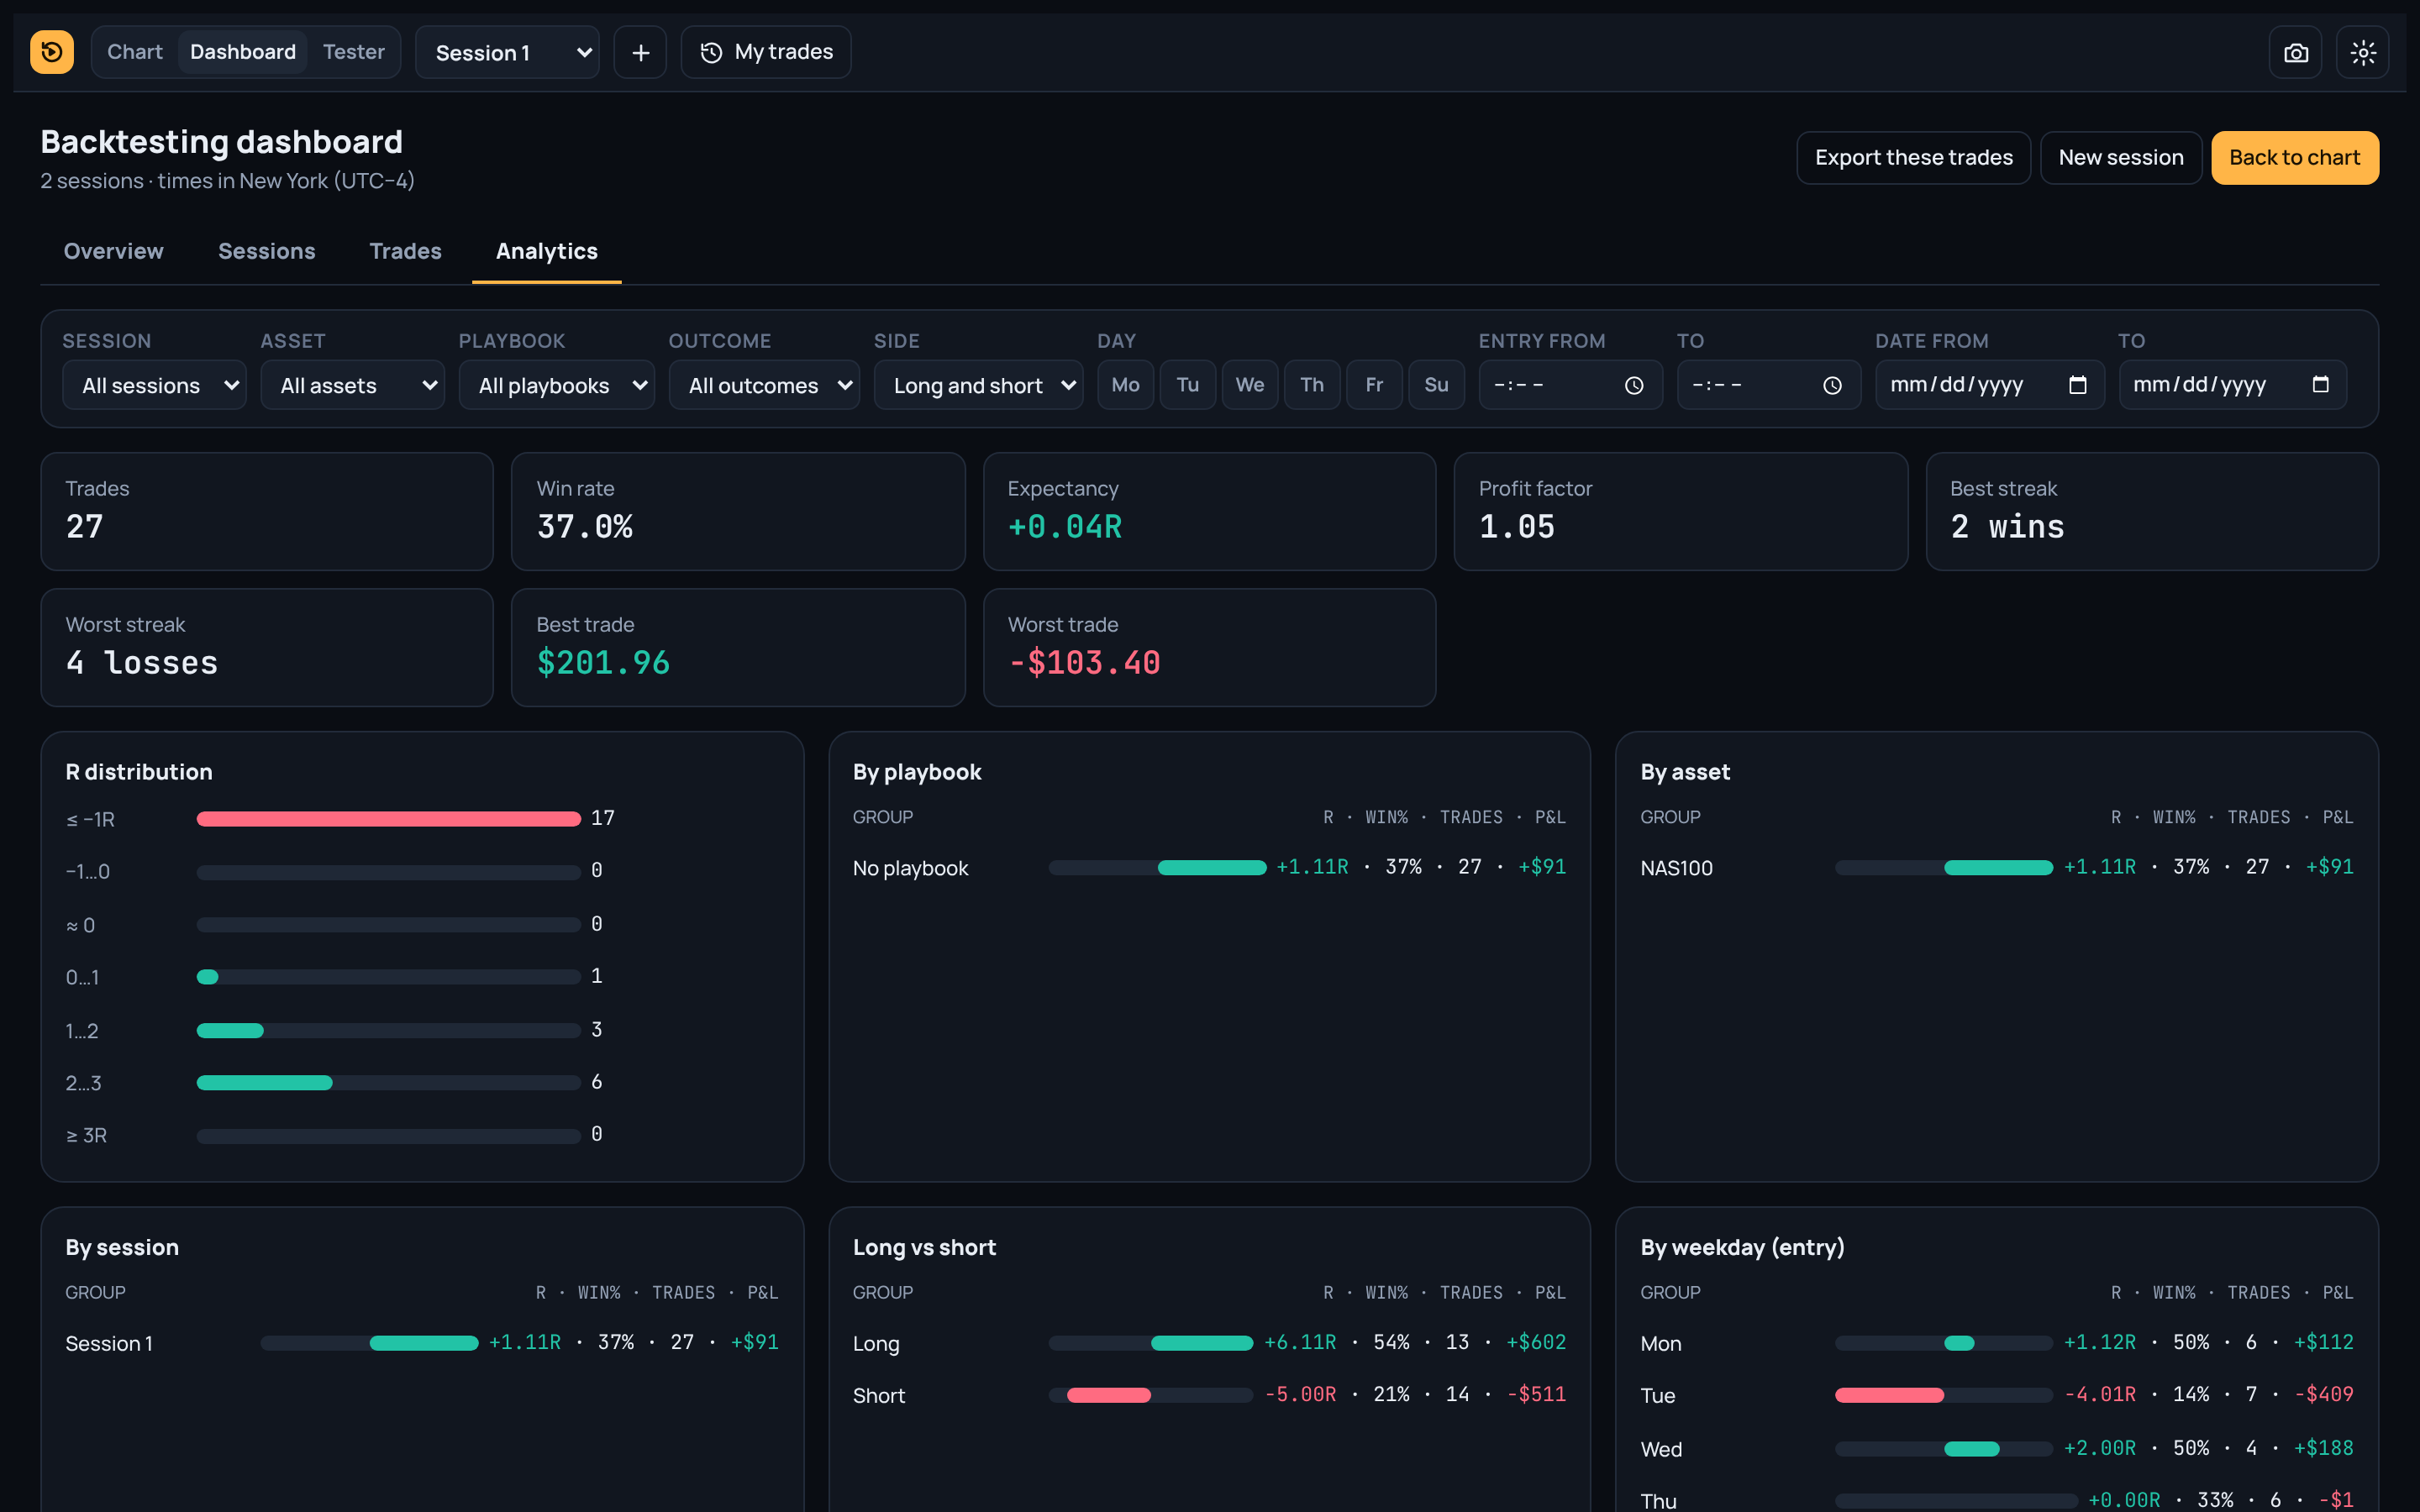 Chart Dashboard Tester Session 1 + My trades
Backtesting dashboard
2 sessions · times in New York (UTC−4)
Export these trades New session Back to chart
Overview Sessions Trades Analytics
SESSION ASSET PLAYBOOK OUTCOME SIDE DAY ENTRY FROM TO DATE FROM TO
All sessions All assets All playbooks All outcomes Long and short Mo Tu We Th Fr Su -:-- -:-- mm/dd/yyyy mm/dd/yyyy
Trades
27
Win rate
37.0%
Expectancy
+0.04R
Profit factor
1.05
Best streak
2 wins
Worst streak
4 losses
Best trade
$201.96
Worst trade
-$103.40
R distribution
≤ −1R 17
−1…0 0
≈ 0 0
0…1 1
1…2 3
2…3 6
≥ 3R 0
By playbook
GROUP R · WIN% · TRADES · P&L
No playbook +1.11R · 37% · 27 · +$91
By asset
GROUP R · WIN% · TRADES · P&L
NAS100 +1.11R · 37% · 27 · +$91
By session
GROUP R · WIN% · TRADES · P&L
Session 1 +1.11R · 37% · 27 · +$91
Long vs short
GROUP R · WIN% · TRADES · P&L
Long +6.11R · 54% · 13 · +$602
Short -5.00R · 21% · 14 · -$511
By weekday (entry)
GROUP R · WIN% · TRADES · P&L
Mon +1.12R · 50% · 6 · +$112
Tue -4.01R · 14% · 7 · -$409
Wed +2.00R · 50% · 4 · +$188
Thu +0.00R · 33% · 6 · -$1